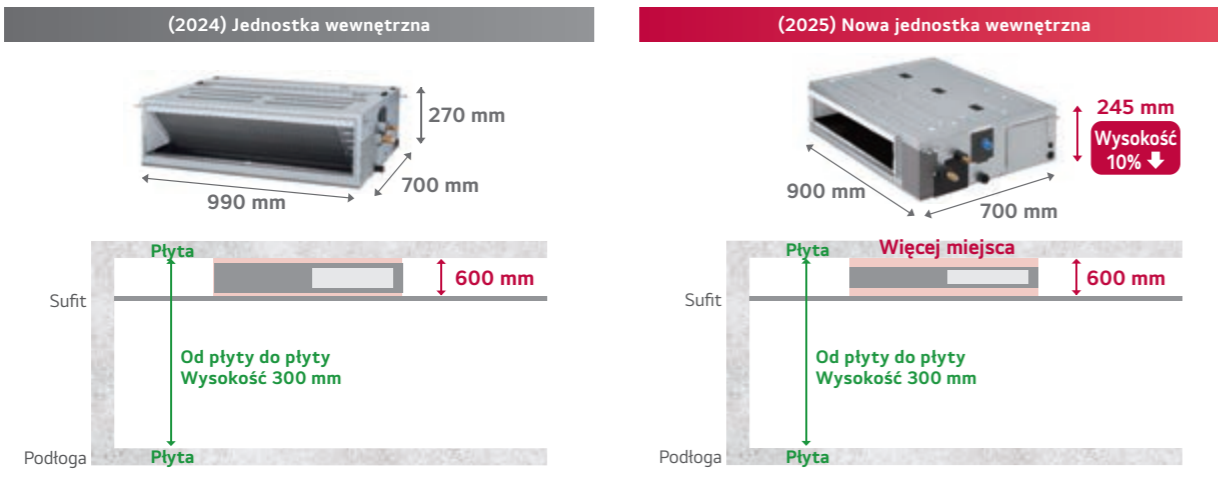 (2024) Jednostka wewnętrzna
270 mm
700 mm
990 mm
Płyta
600 mm
Sufit
Od płyty do płyty
Wysokość 300 mm
Podłoga
Płyta
(2025) Nowa jednostka wewnętrzna
245 mm
Wysokość
10%
900 mm
700 mm
Płyta
Więcej miejsca
600 mm
Sufit
Od płyty do płyty
Wysokość 300 mm
Podłoga
Płyta